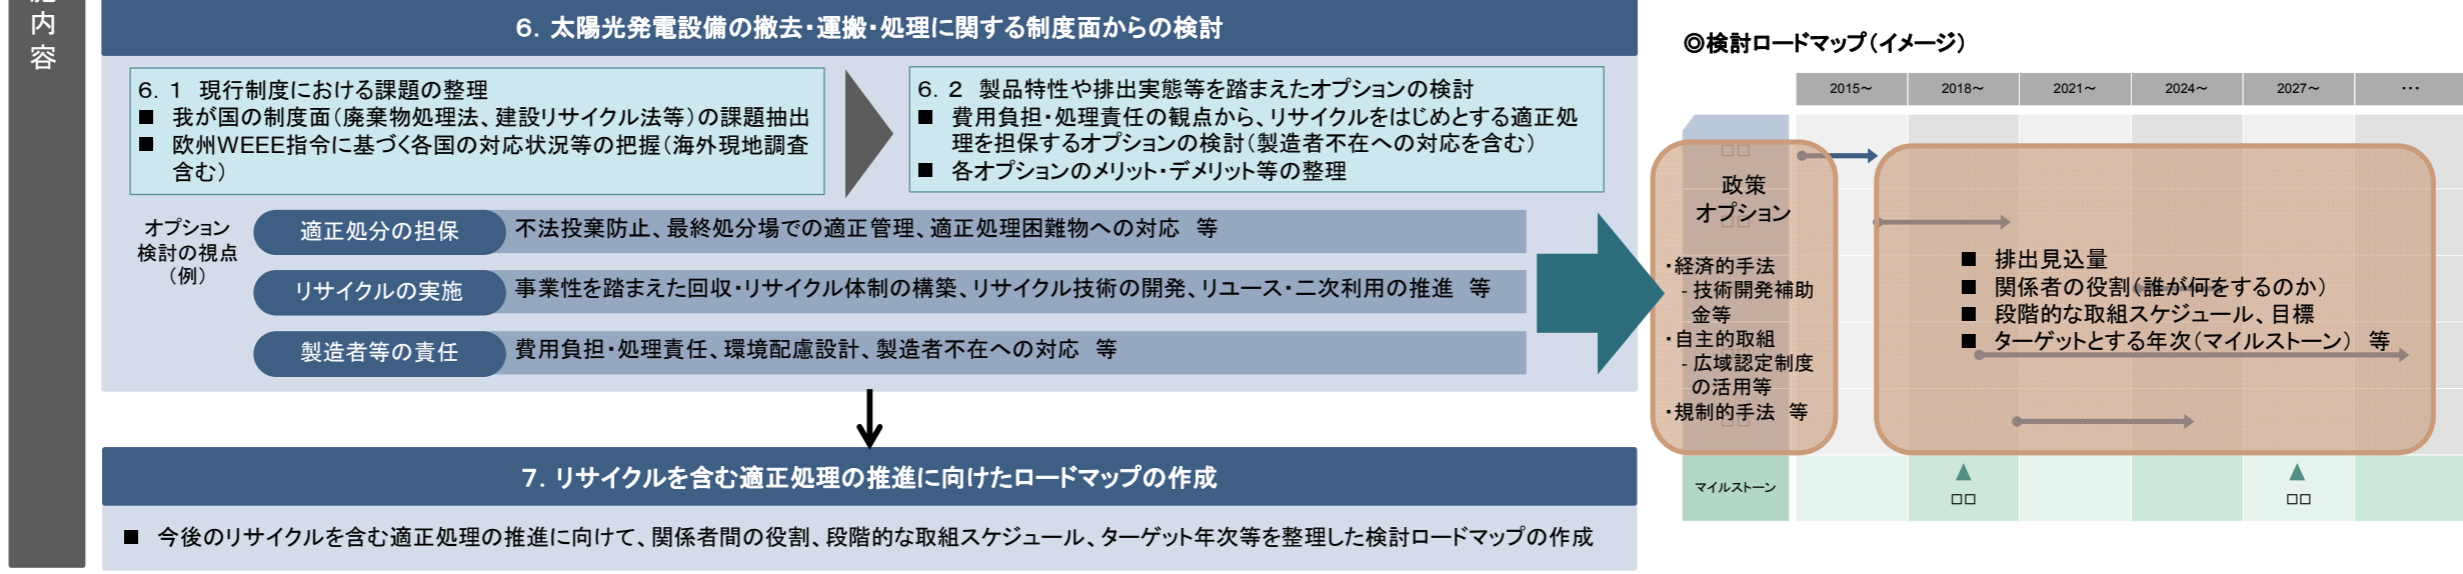 内
容
6．太陽光発電設備の撤去・運搬・処理に関する制度面からの検討
6．1　現行制度における課題の整理
■ 我が国の制度面（廃棄物処理法、建設リサイクル法等）の課題抽出
■ 欧州WEEE指令に基づく各国の対応状況等の把握（海外現地調査
含む）
6．2　製品特性や排出実態等を踏まえたオプションの検討
■ 費用負担・処理責任の観点から、リサイクルをはじめとする適正処
理を担保するオプションの検討（製造者不在への対応を含む）
■ 各オプションのメリット・デメリット等の整理
オプション
検討の視点
（例）
適正処分の担保
不法投棄防止、最終処分場での適正管理、適正処理困難物への対応　等
リサイクルの実施
事業性を踏まえた回収・リサイクル体制の構築、リサイクル技術の開発、リユース・二次利用の推進　等
製造者等の責任
費用負担・処理責任、環境配慮設計、製造者不在への対応　等
7．リサイクルを含む適正処理の推進に向けたロードマップの作成
■ 今後のリサイクルを含む適正処理の推進に向けて、関係者間の役割、段階的な取組スケジュール、ターゲット年次等を整理した検討ロードマップの作成
◎検討ロードマップ（イメージ）
2015～
2018～
2021～
2024～
2027～
…
□□
政策
オプション
□□
・経済的手法
- 技術開発補助
金等
・自主的取組
- 広域認定制度
の活用等
・規制的手法　等
□□
■ 排出見込量
■ 関係者の役割（誰が何をするのか）
■ 段階的な取組スケジュール、目標
■ ターゲットとする年次（マイルストーン）　等
マイルストーン
□□
□□